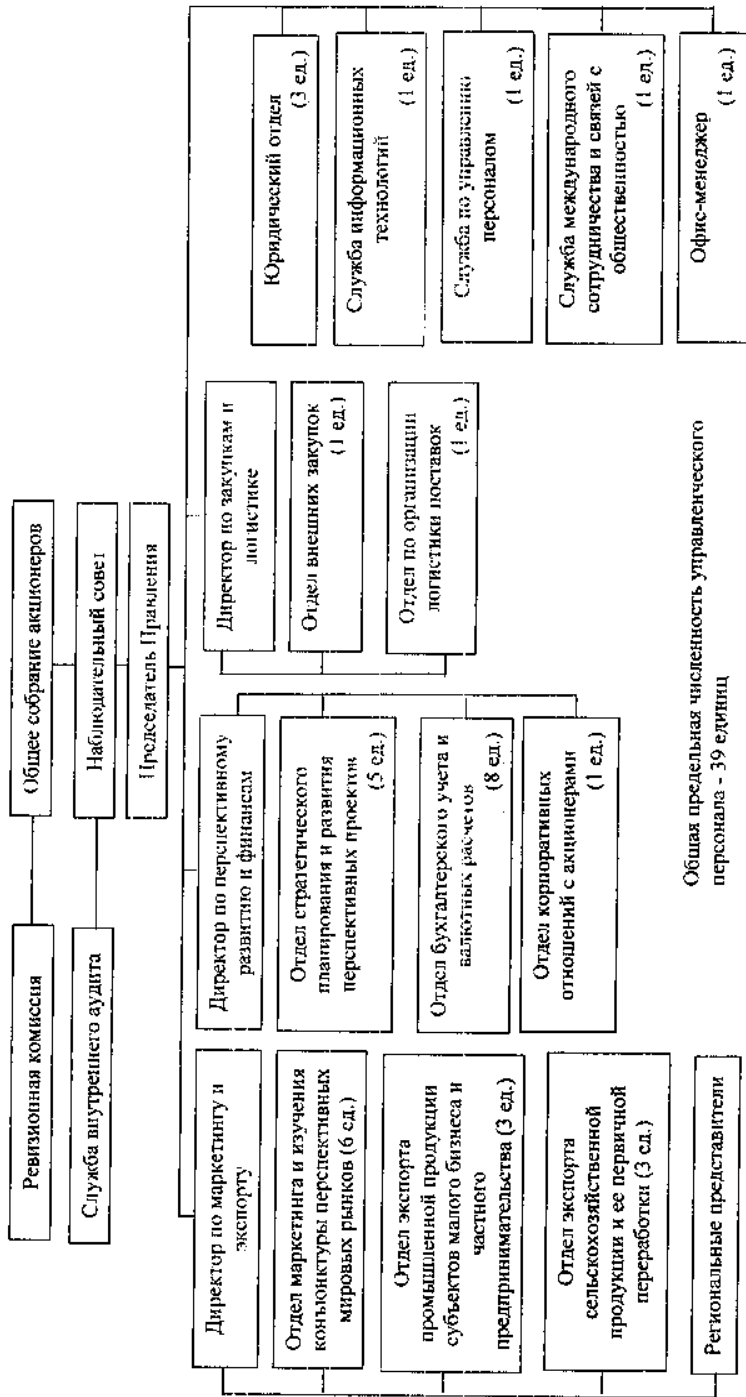 Общее собрание акционеров
Ревизионная комиссия
Наблюдательный совет
Служба внутреннего аудита
Председатель Правления
Директор по маркетингу и
экспорту
Отдел маркетинга и изучения
конъюнктуры перспективных
мировых рынков (6 ед.)
Отдел экспорта
промышленной продукции
субъектов малого бизнеса и
частного
предпринимательства (3 ед.)
Отдел экспорта
сельскохозяйственной
продукции и ее первичной
переработки (3 ед.)
Региональные представители
Директор по перспективному
развитию и финансам
Отдел стратегического
планирования и развития
перспективных проектов
(5 ед.)
Отдел бухгалтерского учета и
валютных расчетов
(8 ед.)
Отдел корпоративных
отношений с акционерами
(1 ед.)
Директор по закупкам и
логистике
Отдел внешних закупок
(1 ед.)
Отдел по организации
логистики поставок
(1 ед.)
Юридический отдел
(3 ед.)
Служба информационных
технологий
(1 ед.)
Служба по управлению
персоналом
(1 ед.)
Служба международного
сотрудничества и связей с
общественностью
(1 ед.)
Офис-менеджер
(1 ед.)
Общая предельная численность управленческого
персонала - 39 единиц